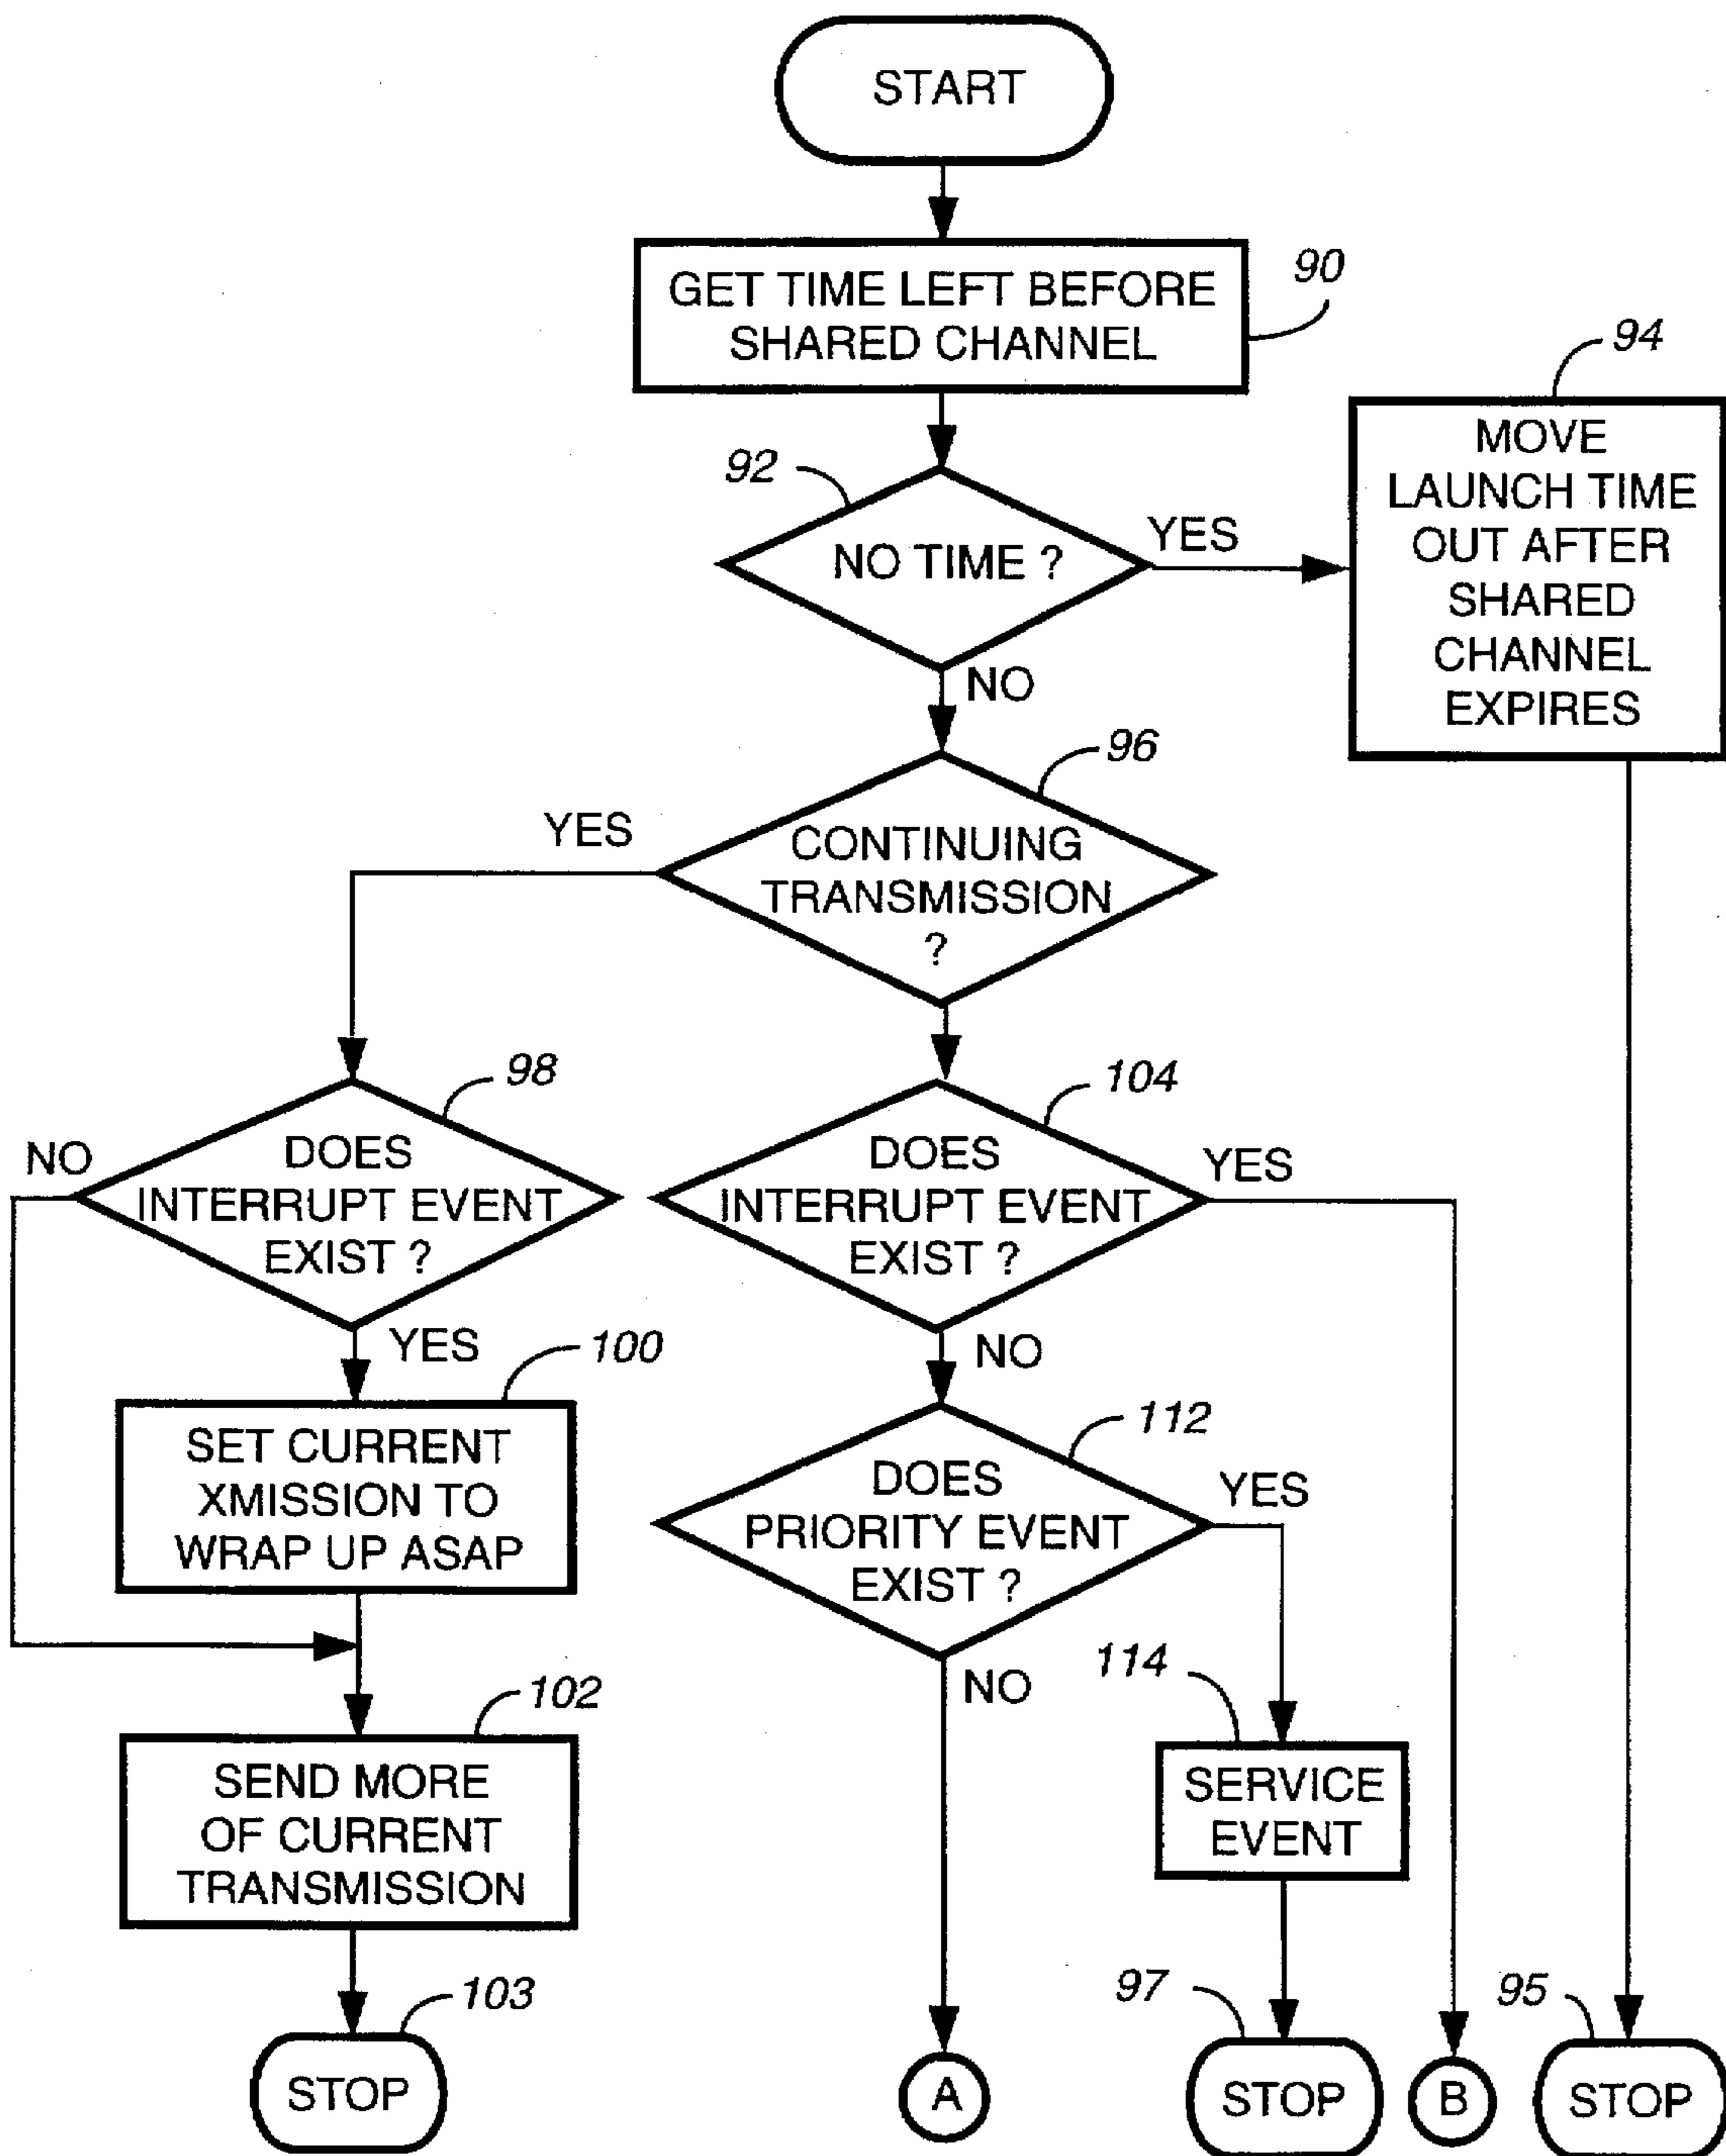 START
GET TIME LEFT BEFORE
SHARED CHANNEL
90
94
MOVE
LAUNCH TIME
OUT AFTER
SHARED
CHANNEL
EXPIRES
92
NO TIME ?
YES
NO
96
CONTINUING
TRANSMISSION
?
YES
98
DOES
INTERRUPT EVENT
EXIST ?
NO
YES
104
DOES
INTERRUPT EVENT
EXIST ?
YES
NO
100
SET CURRENT
XMISSION TO
WRAP UP ASAP
112
DOES
PRIORITY EVENT
EXIST ?
YES
NO
102
SEND MORE
OF CURRENT
TRANSMISSION
114
SERVICE
EVENT
103
STOP
A
97
STOP
B
95
STOP